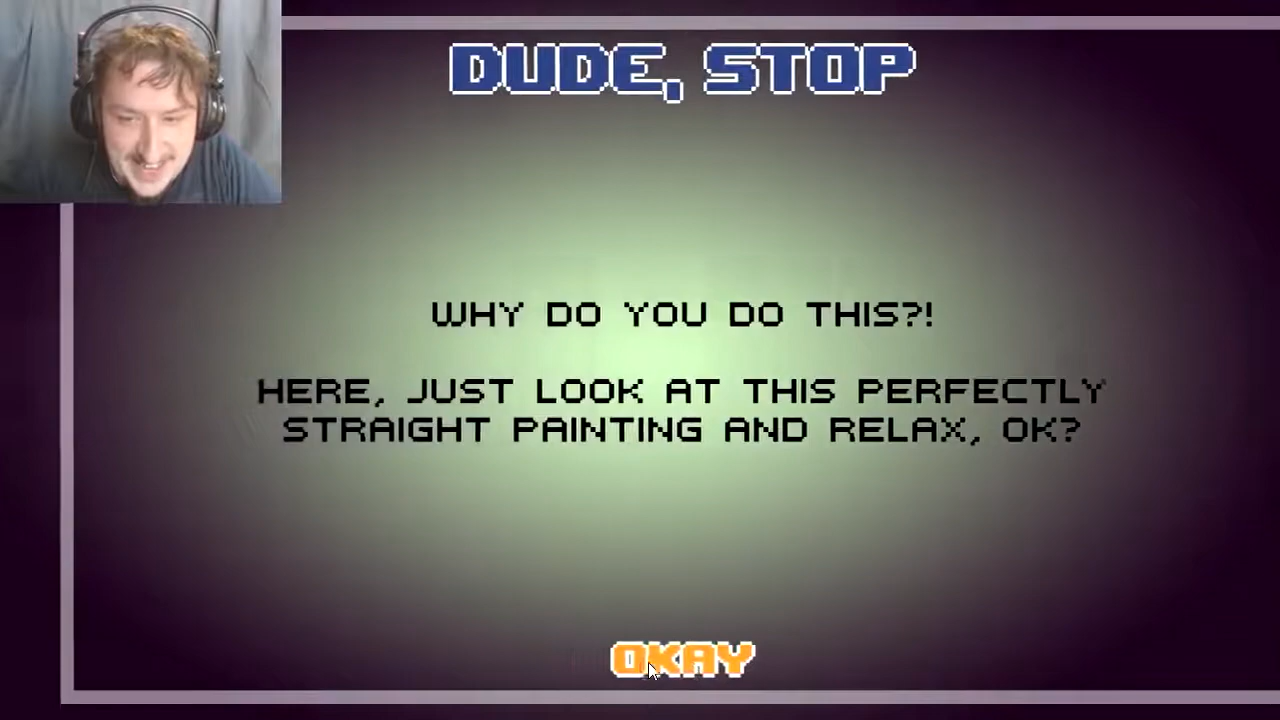 DUDE, STOP
WHY DO YOU DO THIS?!
HERE, JUST LOOK AT THIS PERFECTLY
STRAIGHT PAINTING AND RELAX, OK?
OKAY